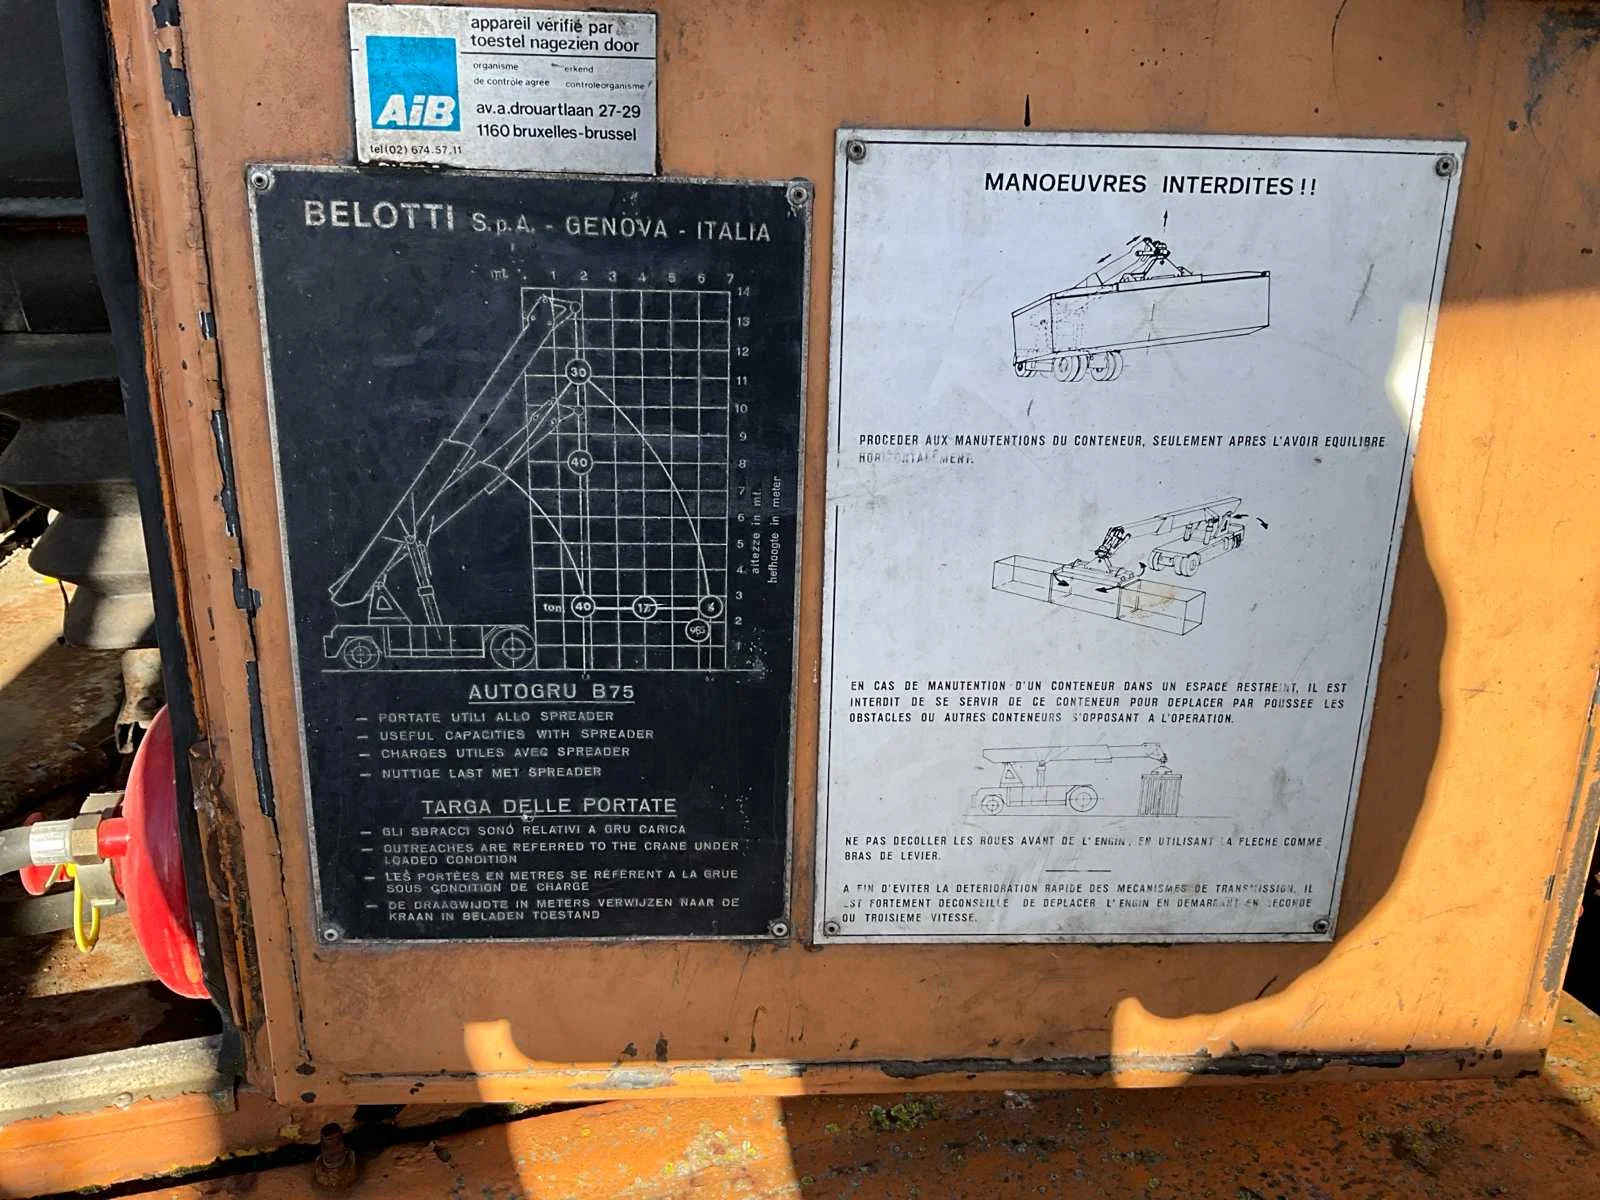 appareil vérifié par
toestel nagezien door
organisme erkend
de contrôle agréé controleorganisme
AiB
av.a.drouartlaan 27-29
1160 bruxelles-brussel
tel(02) 674.57.11
BELOTTI S.p.A. - GENOVA - ITALIA
mt. 1 2 3 4 5 6 7
14
13
12
11
10
9
8
7
6
5
4
3
2
1
30
40
ton. 40
altezze in mt.
hefhoogte in meter
AUTOGRU B75
— PORTATE UTILI ALLO SPREADER
— USEFUL CAPACITIES WITH SPREADER
— CHARGES UTILES AVEC SPREADER
— NUTTIGE LAST MET SPREADER
TARGA DELLE PORTATE
— GLI SBRACCI SONO RELATIVI A GRU CARICA
— OUTREACHES ARE REFERRED TO THE CRANE UNDER
LOADED CONDITION
— LES PORTÉES EN METRES SE RÉFÈRENT A LA GRUE
SOUS CONDITION DE CHARGE
— DE DRAAGWIJDTE IN METERS VERWIJZEN NAAR DE
KRAAN IN BELADEN TOESTAND
MANOEUVRES INTERDITES!!
PROCEDER AUX MANUTENTIONS DU CONTENEUR, SEULEMENT APRES L'AVOIR EQUILIBRE
HORIZONTALEMENT.
EN CAS DE MANUTENTION D'UN CONTENEUR DANS UN ESPACE RESTREINT, IL EST
INTERDIT DE SE SERVIR DE CE CONTENEUR POUR DEPLACER PAR POUSSEE LES
OBSTACLES OU AUTRES CONTENEURS S'OPPOSANT A L'OPERATION.
NE PAS DECOLLER LES ROUES AVANT DE L'ENGIN, EN UTILISANT LA FLECHE COMME
BRAS DE LEVIER.
A FIN D'EVITER LA DETERIORATION RAPIDE DES MECANISMES DE TRANSMISSION, IL
EST FORTEMENT DECONSEILLE DE DEPLACER L'ENGIN EN DEMARRANT EN SECONDE
OU TROISIEME VITESSE.